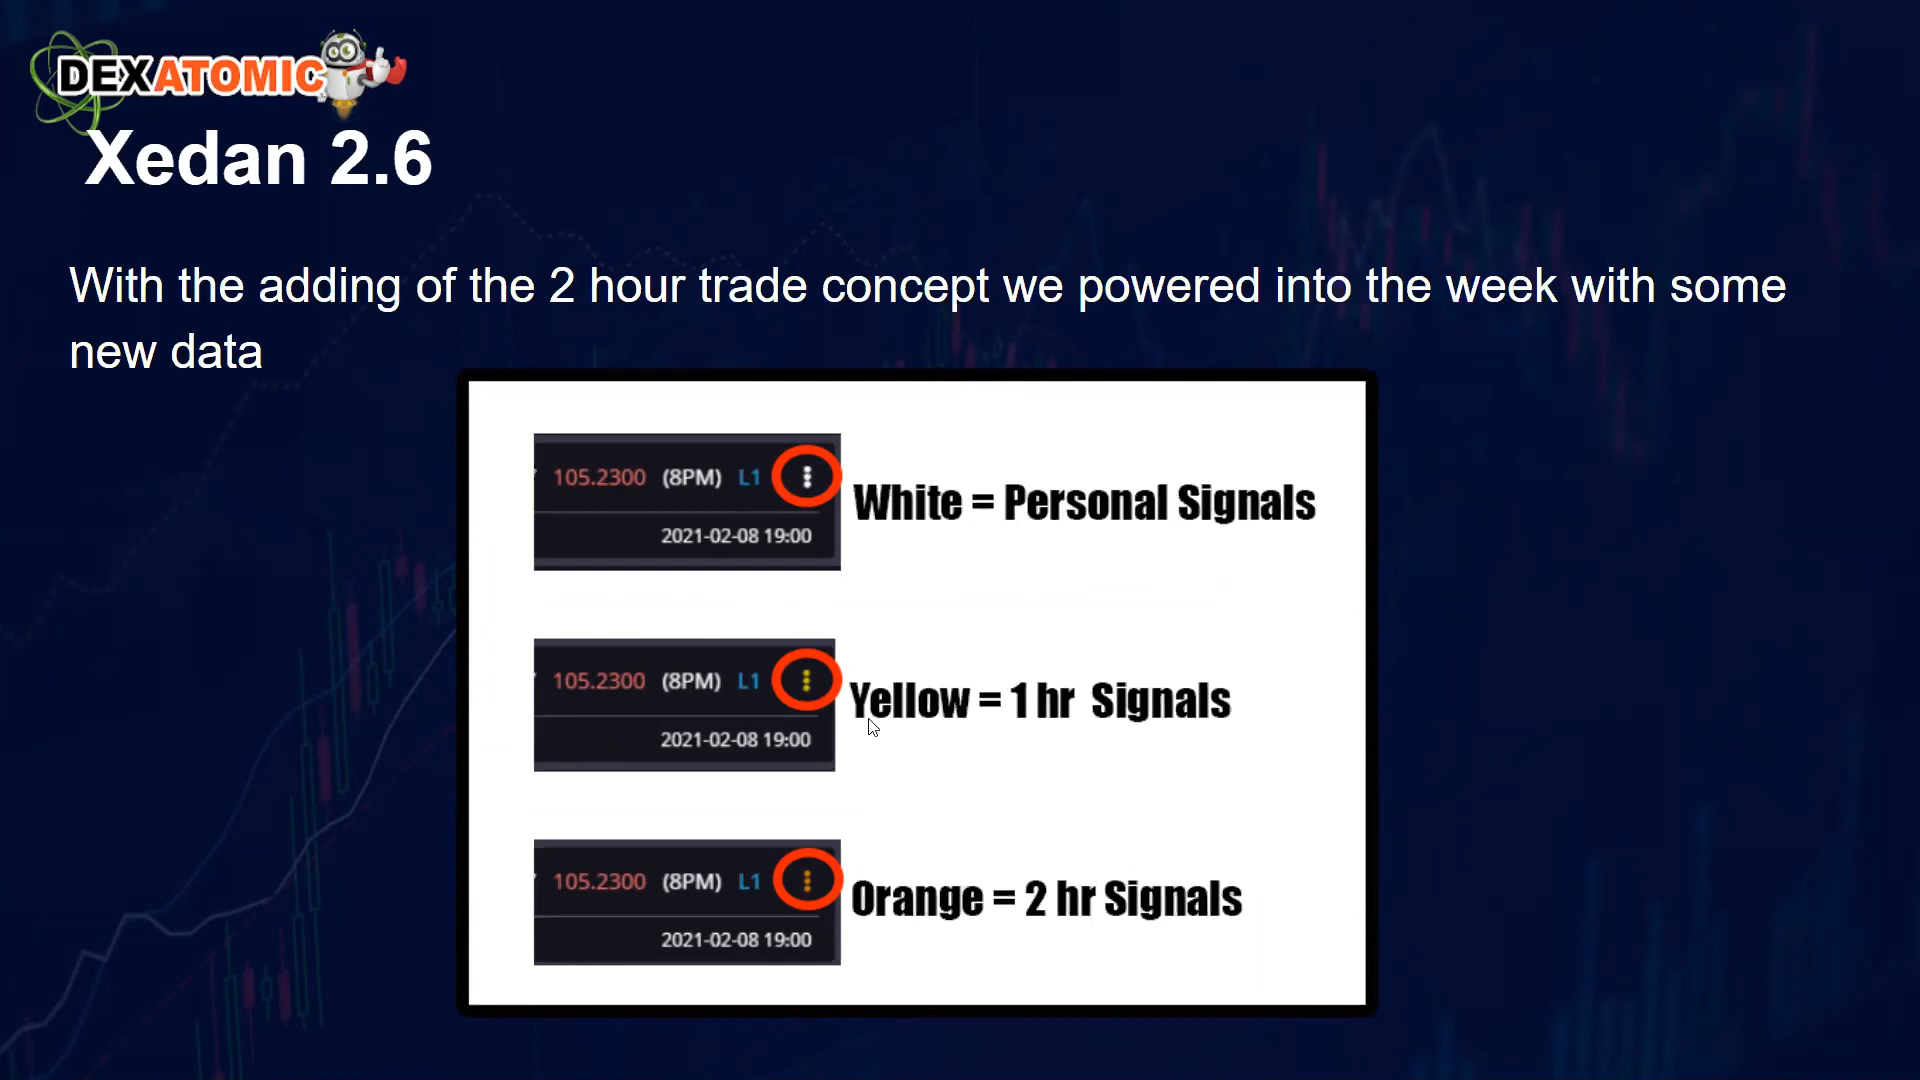 DEXATOMIC
Xedan 2.6
With the adding of the 2 hour trade concept we powered into the week with some
new data
105.2300 (8PM) L1
2021-02-08 19:00
White = Personal Signals
105.2300 (8PM) L1
2021-02-08 19:00
Yellow = 1 hr Signals
105.2300 (8PM) L1
2021-02-08 19:00
Orange = 2 hr Signals